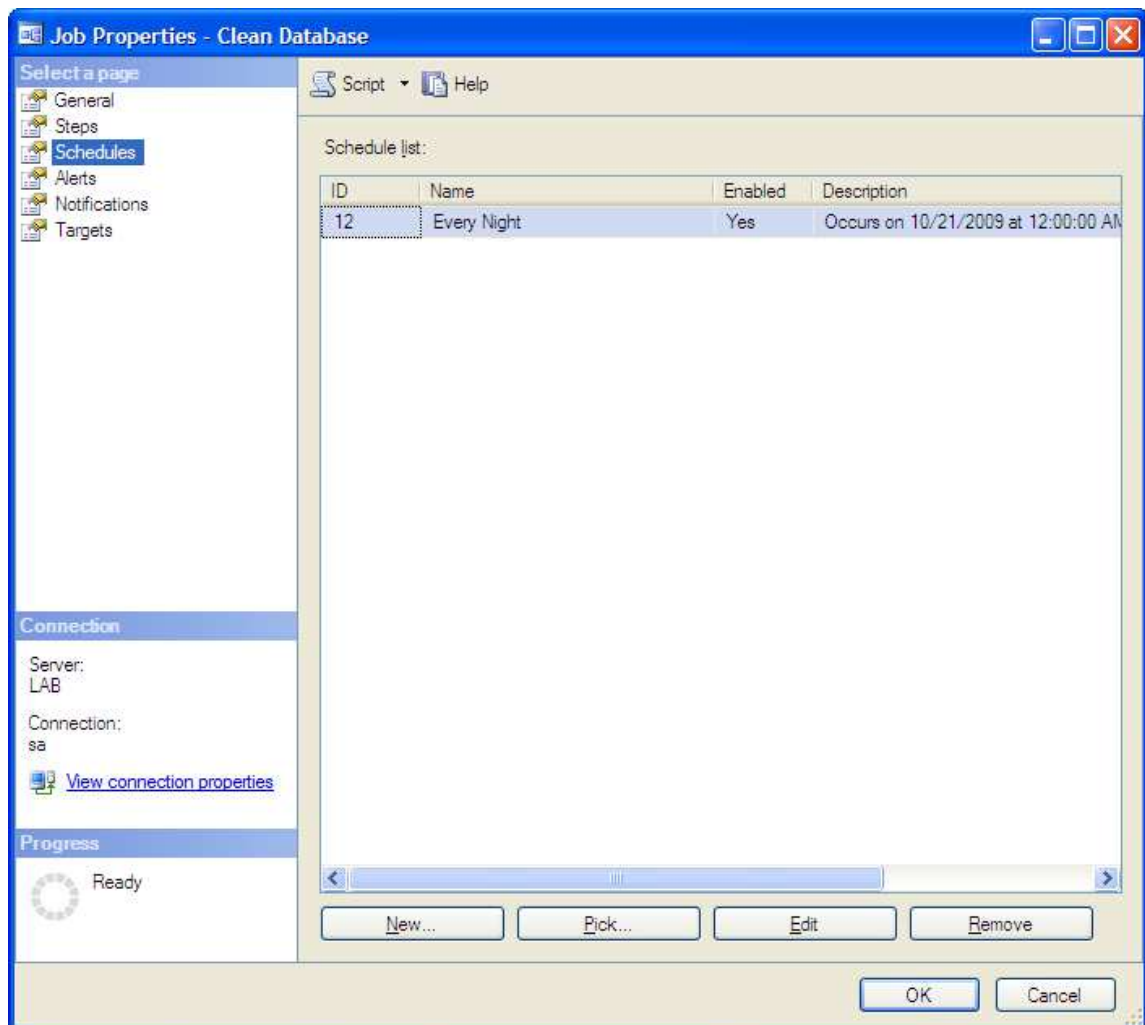 Job Properties - Clean Database
Select a page
General
Steps
Schedules
Alerts
Notifications
Targets
Script Help
Schedule list:
ID Name Enabled Description
12 Every Night Yes Occurs on 10/21/2009 at 12:00:00 AM
Connection
Server:
LAB
Connection:
sa
View connection properties
Progress
Ready
New... Pick... Edit Remove
OK Cancel